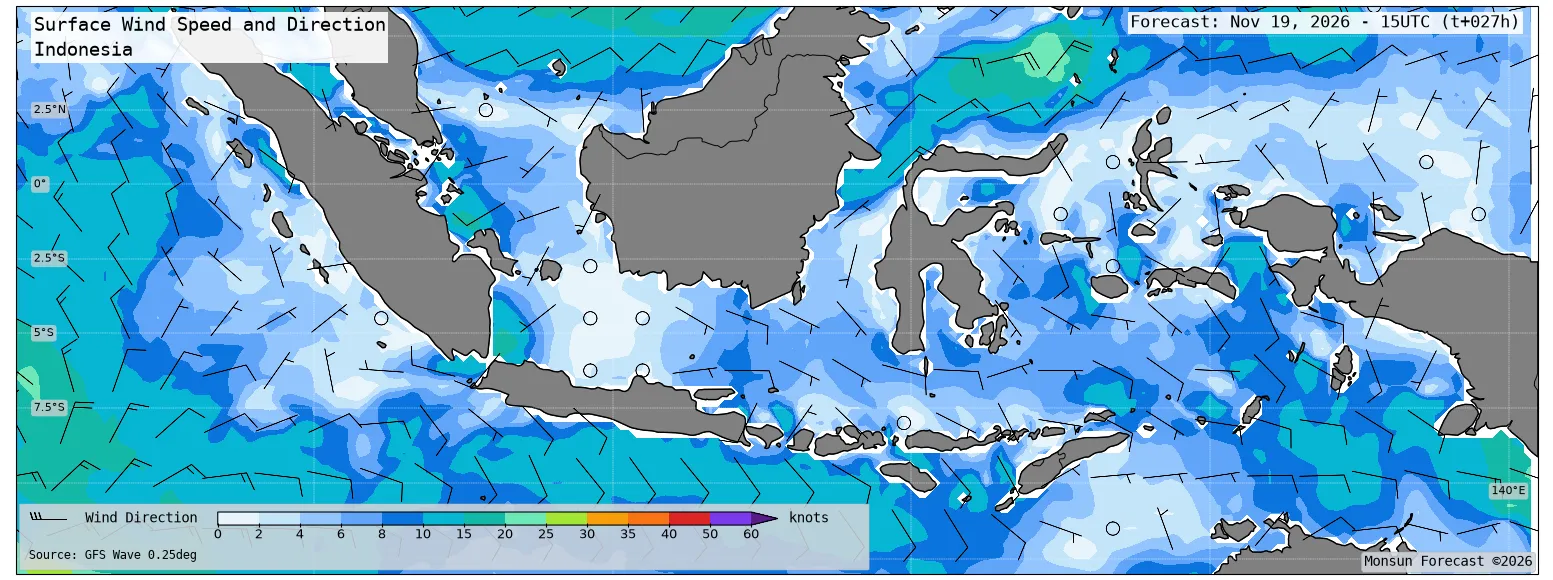 Surface Wind Speed and Direction
Indonesia
Forecast: Nov 19, 2026 - 15UTC (t+027h)
2.5°N
0°
2.5°S
5°S
7.5°S
140°E
Wind Direction
0 2 4 6 8 10 15 20 25 30 35 40 50 60
knots
Source: GFS Wave 0.25deg
Monsun Forecast ©2026